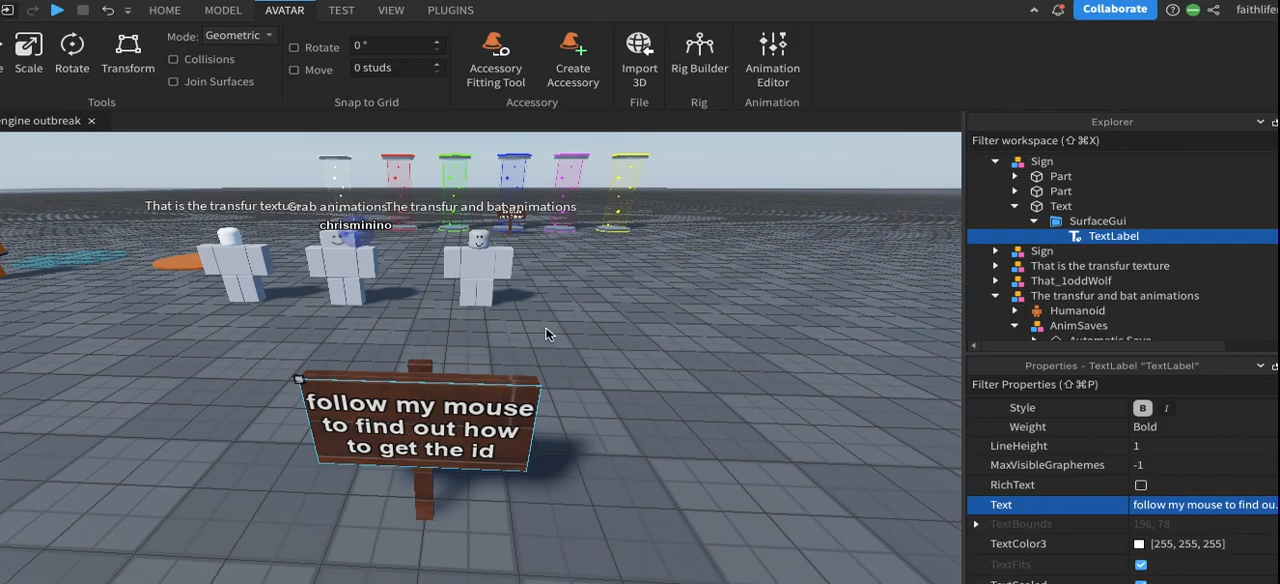 HOME MODEL AVATAR TEST VIEW PLUGINS Collaborate faithlife
Scale Rotate Transform Mode: Geometric
Collisions
Join Surfaces
Tools
Rotate 0 °
Move 0 studs
Snap to Grid
Accessory Fitting Tool
Create Accessory
Accessory
Import 3D
File
Rig Builder
Rig
Animation Editor
Animation
engine outbreak
That is the transfur texture
Grab animations
The transfur and bat animations
chrisminino
follow my mouse
to find out how
to get the id
Explorer
Filter workspace (⇧⌘X)
Sign
Part
Part
Text
SurfaceGui
TextLabel
Sign
That is the transfur texture
That_1oddWolf
The transfur and bat animations
Humanoid
AnimSaves
Automatic Save
Properties - TextLabel "TextLabel"
Filter Properties (⇧⌘P)
Style B I
Weight Bold
LineHeight 1
MaxVisibleGraphemes -1
RichText
Text follow my mouse to find ou...
TextBounds 196, 78
TextColor3 [255, 255, 255]
TextFits
TextScaled